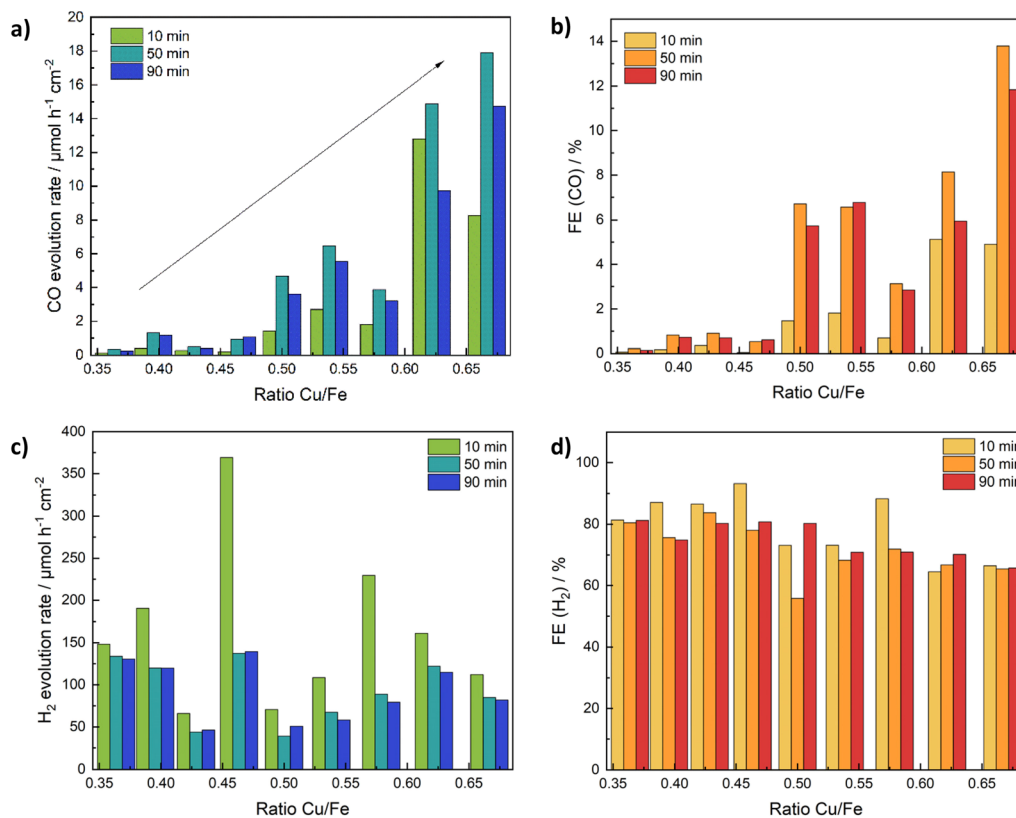 a)
20
18
16
14
12
10
8
6
4
2
0
CO evolution rate / μmol h⁻¹ cm⁻²
10 min
50 min
90 min
0.35 0.40 0.45 0.50 0.55 0.60 0.65
Ratio Cu/Fe
b)
14
12
10
8
6
4
2
0
FE (CO) / %
10 min
50 min
90 min
0.35 0.40 0.45 0.50 0.55 0.60 0.65
Ratio Cu/Fe
c)
400
350
300
250
200
150
100
50
0
H₂ evolution rate / μmol h⁻¹ cm⁻²
10 min
50 min
90 min
0.35 0.40 0.45 0.50 0.55 0.60 0.65
Ratio Cu/Fe
d)
100
80
60
40
20
0
FE (H₂) / %
10 min
50 min
90 min
0.35 0.40 0.45 0.50 0.55 0.60 0.65
Ratio Cu/Fe